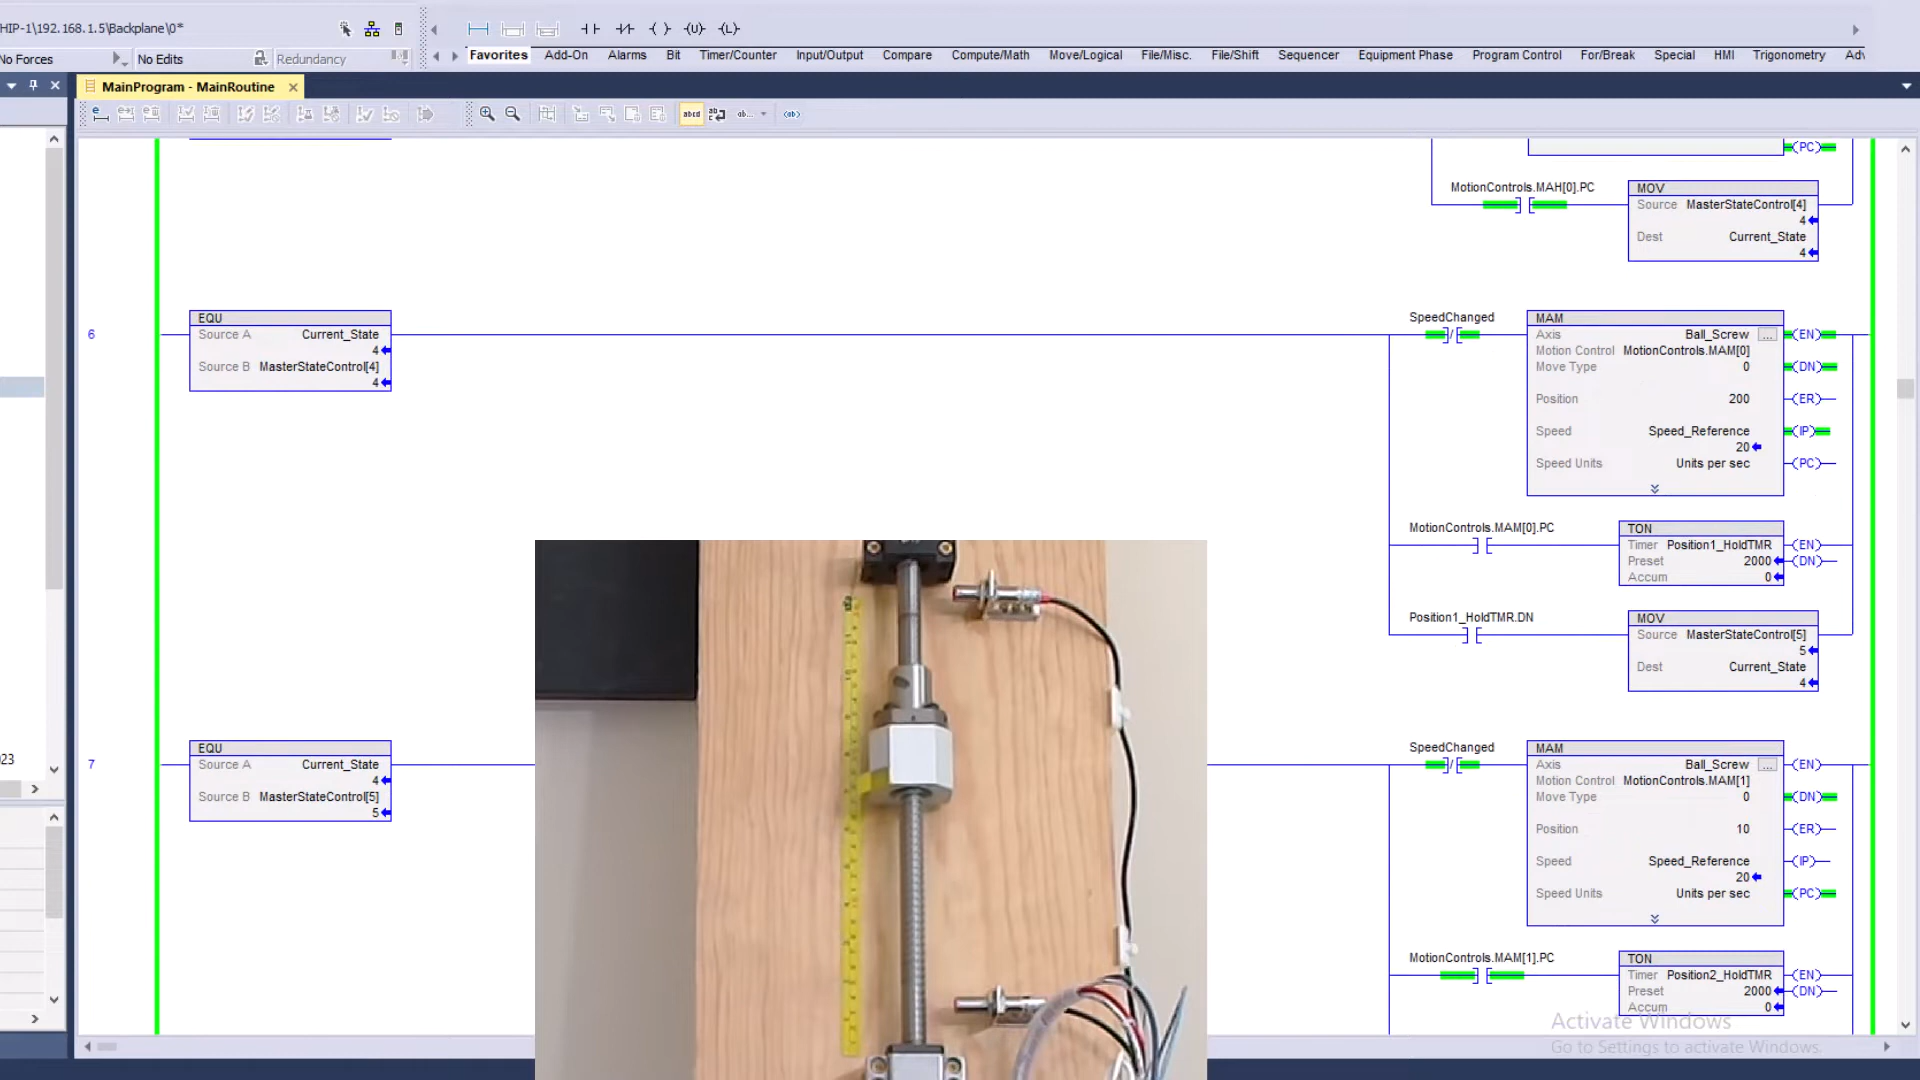 HIP-1\192.168.1.5\Backplane\0*
No Forces
No Edits
Redundancy
Favorites Add-On Alarms Bit Timer/Counter Input/Output Compare Compute/Math Move/Logical File/Misc. File/Shift Sequencer Equipment Phase Program Control For/Break Special HMI Trigonometry Adv
MainProgram - MainRoutine
abcd
ab...
(PC)
MotionControls.MAH[0].PC
MOV
Source MasterStateControl[4]
4
Dest Current_State
4
6
EQU
Source A Current_State
4
Source B MasterStateControl[4]
4
SpeedChanged
MAM
Axis Ball_Screw ... (EN)
Motion Control MotionControls.MAM[0]
Move Type 0 (DN)
Position 200 (ER)
Speed Speed_Reference (IP)
20
Speed Units Units per sec (PC)
MotionControls.MAM[0].PC
TON
Timer Position1_HoldTMR (EN)
Preset 2000 (DN)
Accum 0
Position1_HoldTMR.DN
MOV
Source MasterStateControl[5]
5
Dest Current_State
4
7
EQU
Source A Current_State
4
Source B MasterStateControl[5]
5
SpeedChanged
MAM
Axis Ball_Screw ... (EN)
Motion Control MotionControls.MAM[1]
Move Type 0 (DN)
Position 10 (ER)
Speed Speed_Reference (IP)
20
Speed Units Units per sec (PC)
MotionControls.MAM[1].PC
TON
Timer Position2_HoldTMR (EN)
Preset 2000 (DN)
Accum 0
23
(U)
(L)
Activate Windows
Go to Settings to activate Windows.